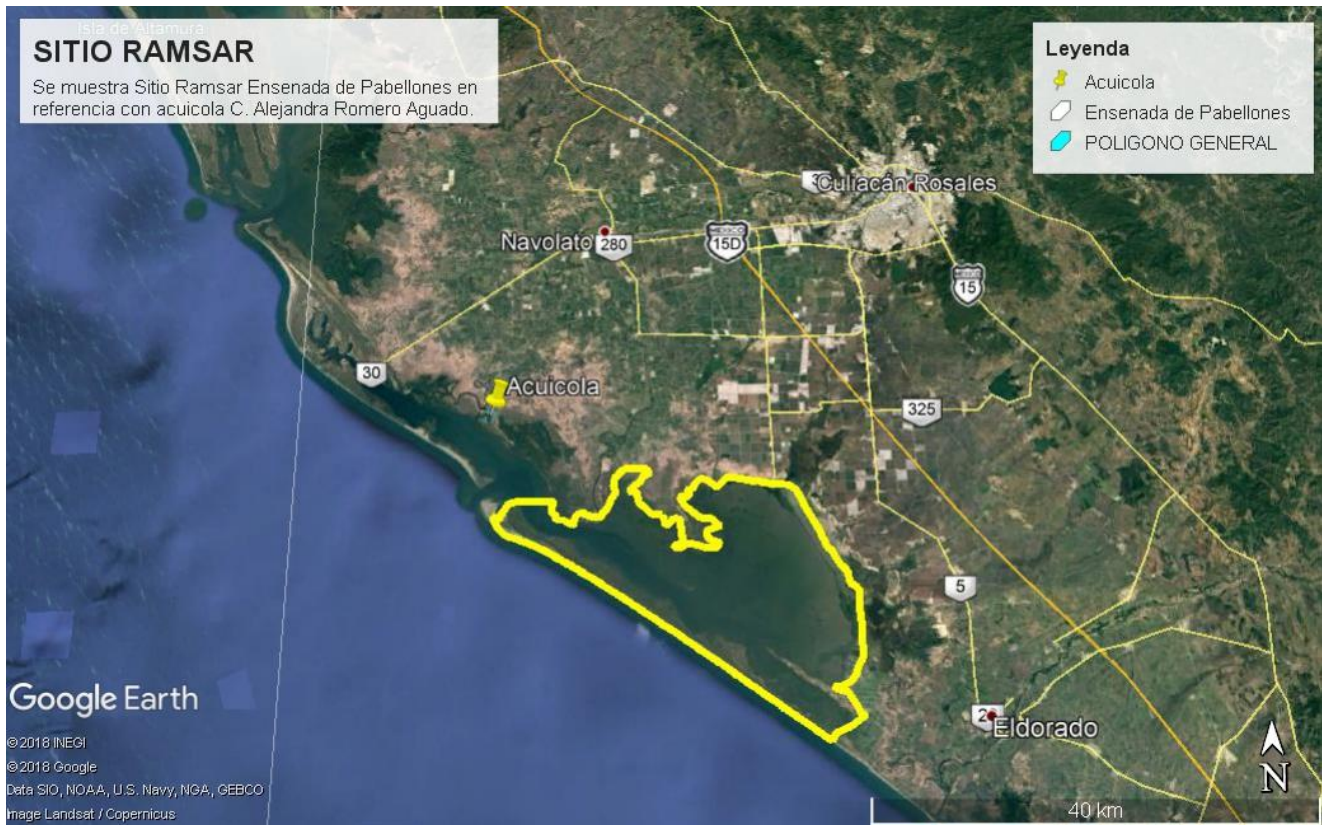 Isla de Altamura
SITIO RAMSAR
Se muestra Sitio Ramsar Ensenada de Pabellones en
referencia con acuicola C. Alejandra Romero Aguado.
Leyenda
Acuicola
Ensenada de Pabellones
POLIGONO GENERAL
Culiacán Rosales
Navolato
280
MEXICO
15D
MEXICO
15
30
Acuicola
325
5
Eldorado
Google Earth
© 2018 INEGI
© 2018 Google
Data SIO, NOAA, U.S. Navy, NGA, GEBCO
Image Landsat / Copernicus
N
40 km